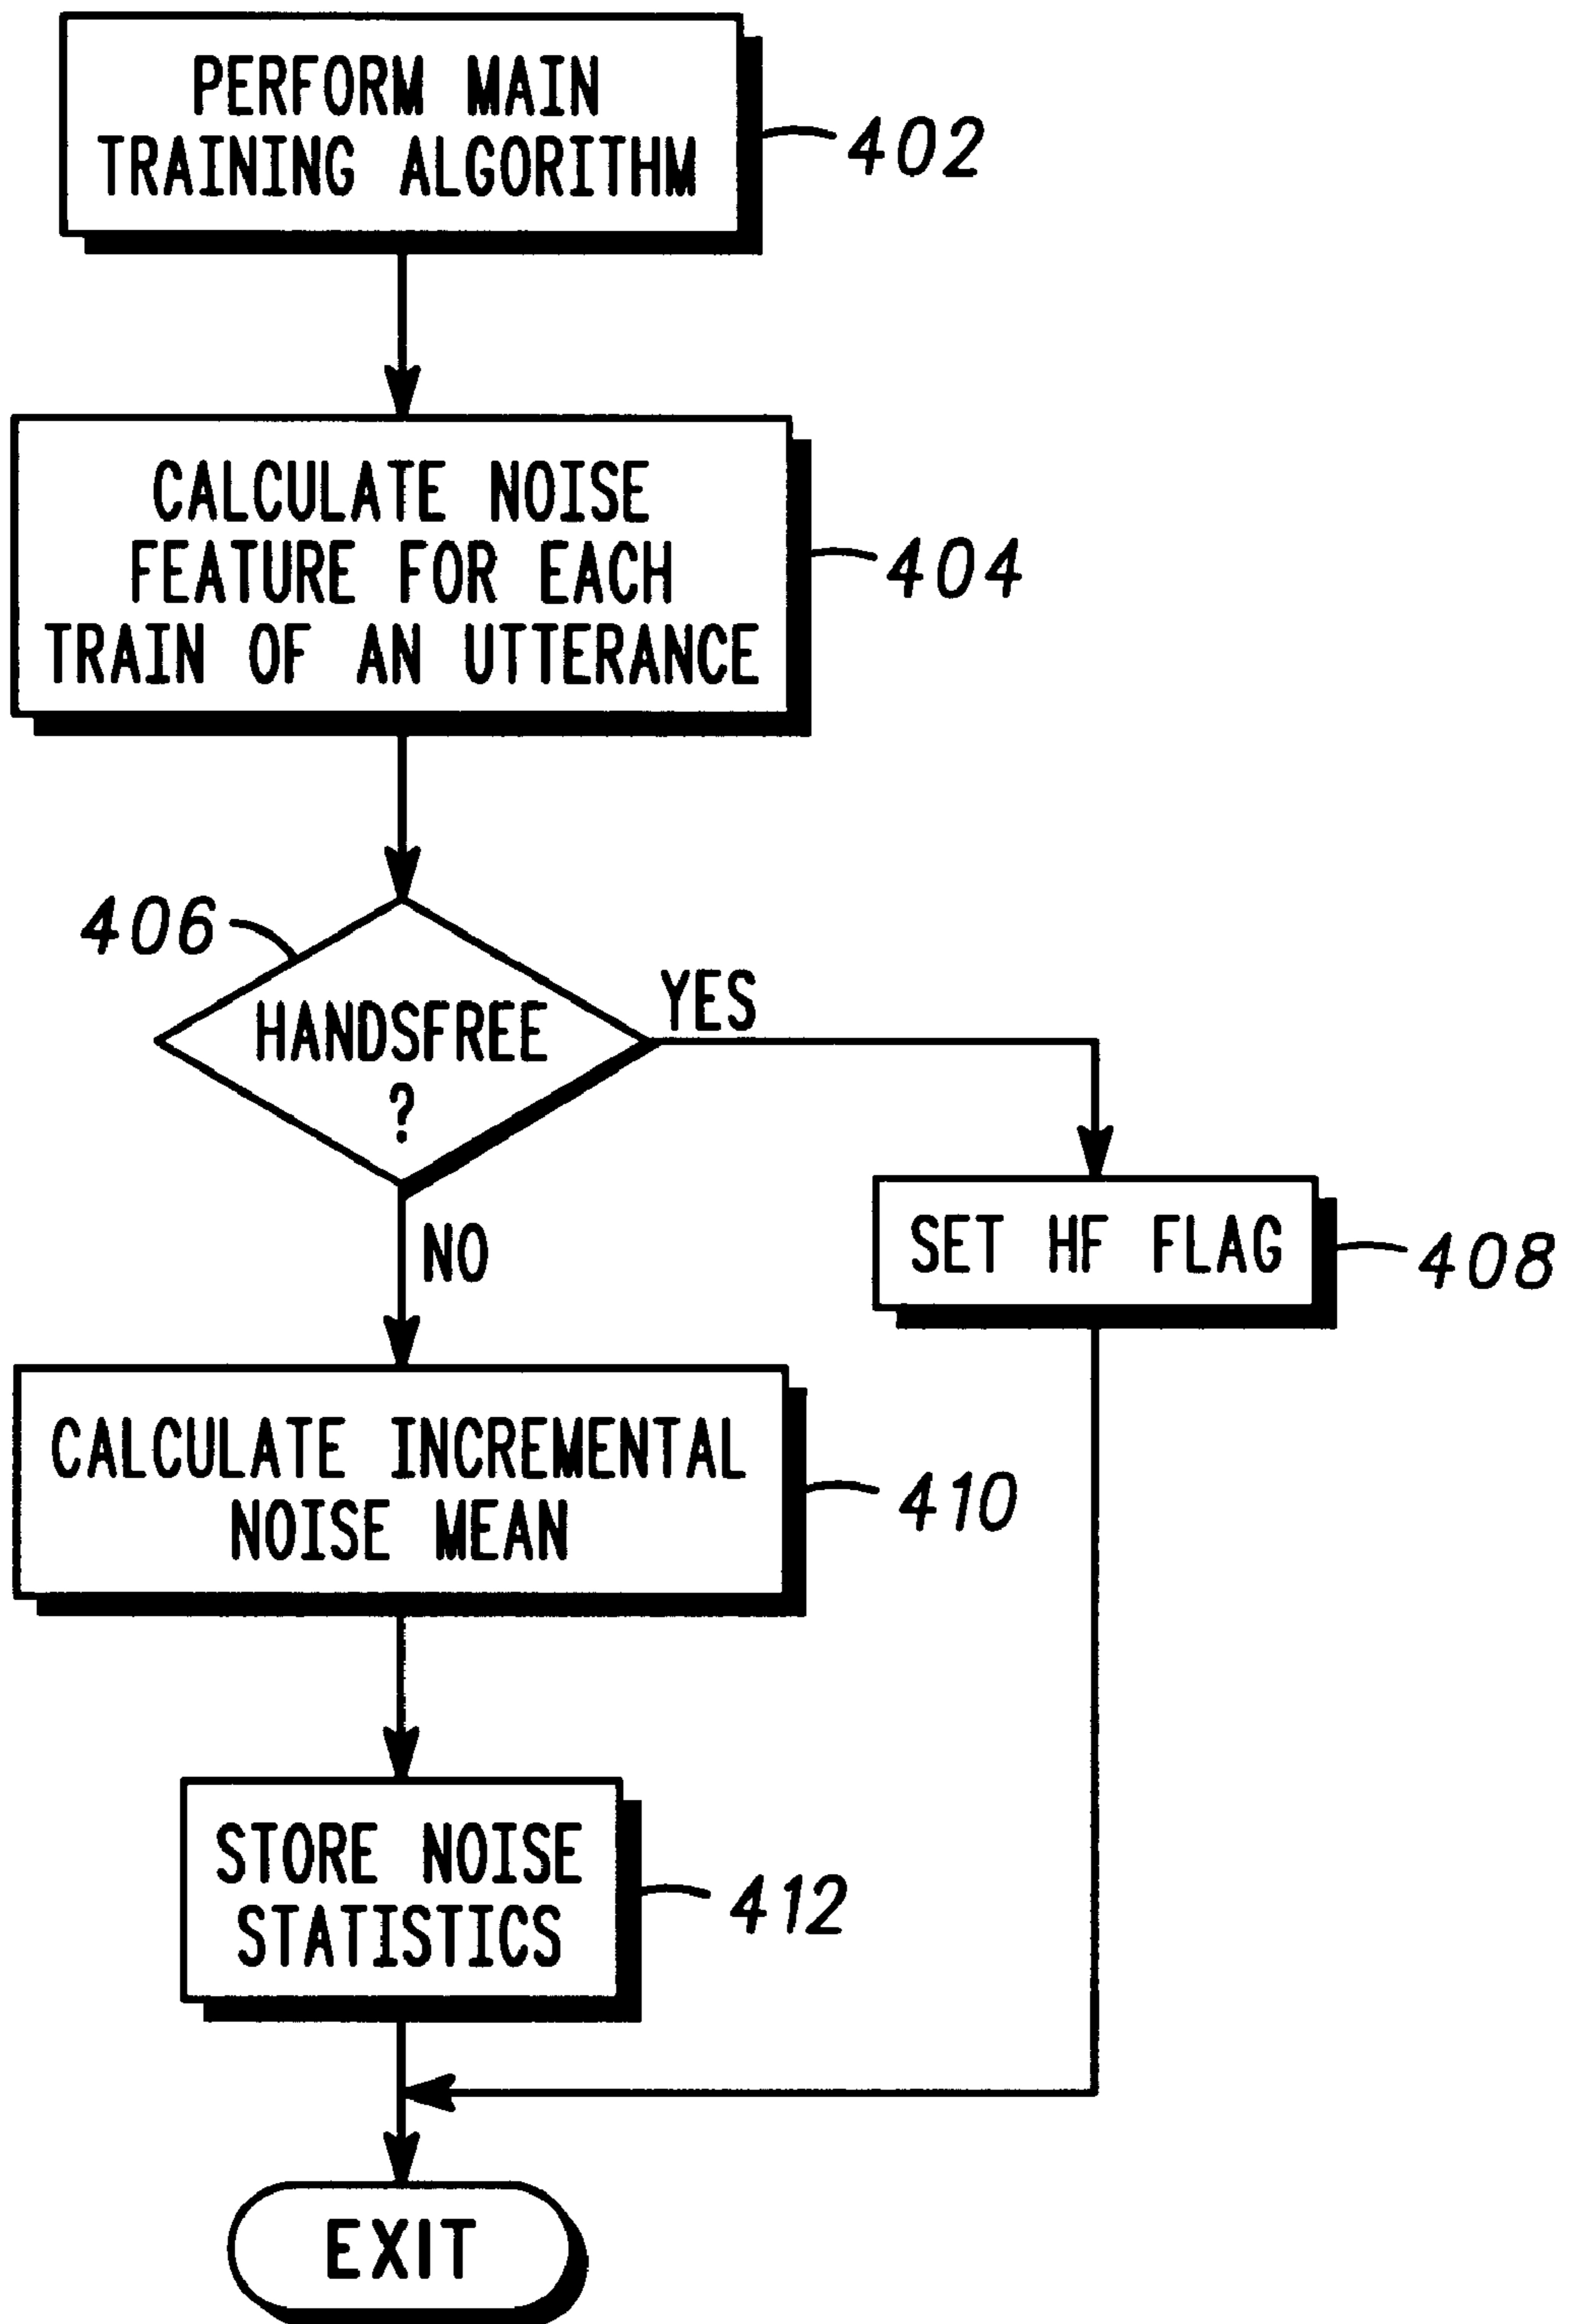 PERFORM MAIN
TRAINING ALGORITHM
402
CALCULATE NOISE
FEATURE FOR EACH
TRAIN OF AN UTTERANCE
404
406
HANDSFREE
?
YES
NO
SET HF FLAG
408
CALCULATE INCREMENTAL
NOISE MEAN
410
STORE NOISE
STATISTICS
412
EXIT